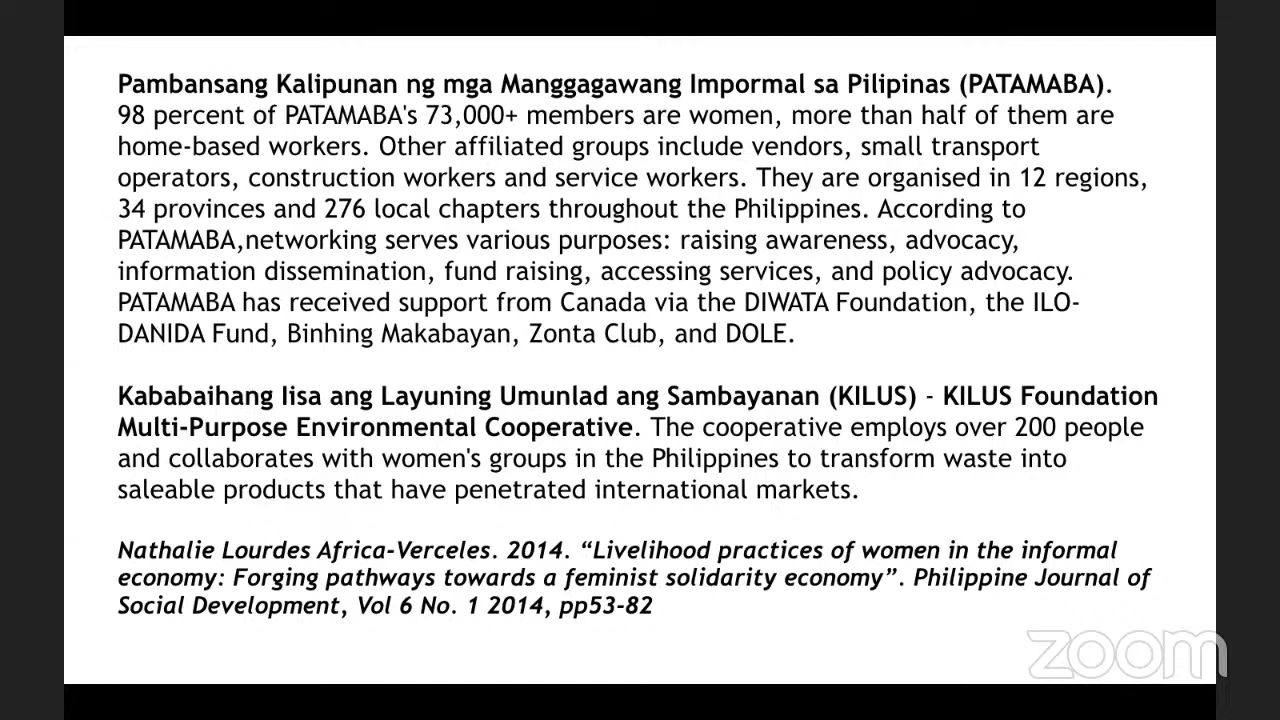 Pambansang Kalipunan ng mga Manggagawang Impormal sa Pilipinas (PATAMABA).
98 percent of PATAMABA's 73,000+ members are women, more than half of them are
home-based workers. Other affiliated groups include vendors, small transport
operators, construction workers and service workers. They are organised in 12 regions,
34 provinces and 276 local chapters throughout the Philippines. According to
PATAMABA,networking serves various purposes: raising awareness, advocacy,
information dissemination, fund raising, accessing services, and policy advocacy.
PATAMABA has received support from Canada via the DIWATA Foundation, the ILO-
DANIDA Fund, Binhing Makabayan, Zonta Club, and DOLE.
Kababaihang Iisa ang Layuning Umunlad ang Sambayanan (KILUS) - KILUS Foundation
Multi-Purpose Environmental Cooperative. The cooperative employs over 200 people
and collaborates with women's groups in the Philippines to transform waste into
saleable products that have penetrated international markets.
Nathalie Lourdes Africa-Verceles. 2014. “Livelihood practices of women in the informal
economy: Forging pathways towards a feminist solidarity economy”. Philippine Journal of
Social Development, Vol 6 No. 1 2014, pp53-82
zoom